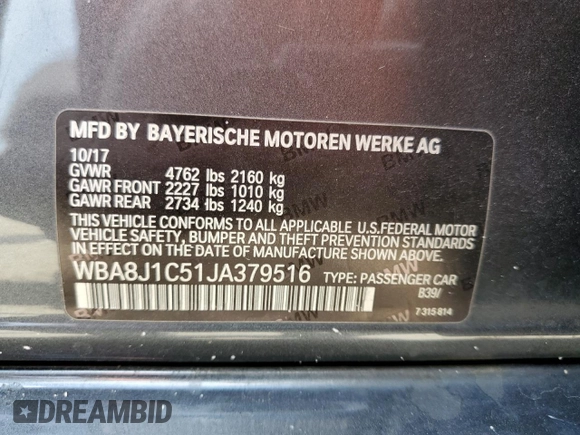 MFD BY BAYERISCHE MOTOREN WERKE AG
10/17
GVWR 4762 lbs 2160 kg
GAWR FRONT 2227 lbs 1010 kg
GAWR REAR 2734 lbs 1240 kg
THIS VEHICLE CONFORMS TO ALL APPLICABLE U.S.FEDERAL MOTOR
VEHICLE SAFETY, BUMPER AND THEFT PREVENTION STANDARDS
IN EFFECT ON THE DATE OF MANUFACTURE SHOWN ABOVE.
WBA8J1C51JA379516 TYPE: PASSENGER CAR
B39/
7315814
DREAMBID